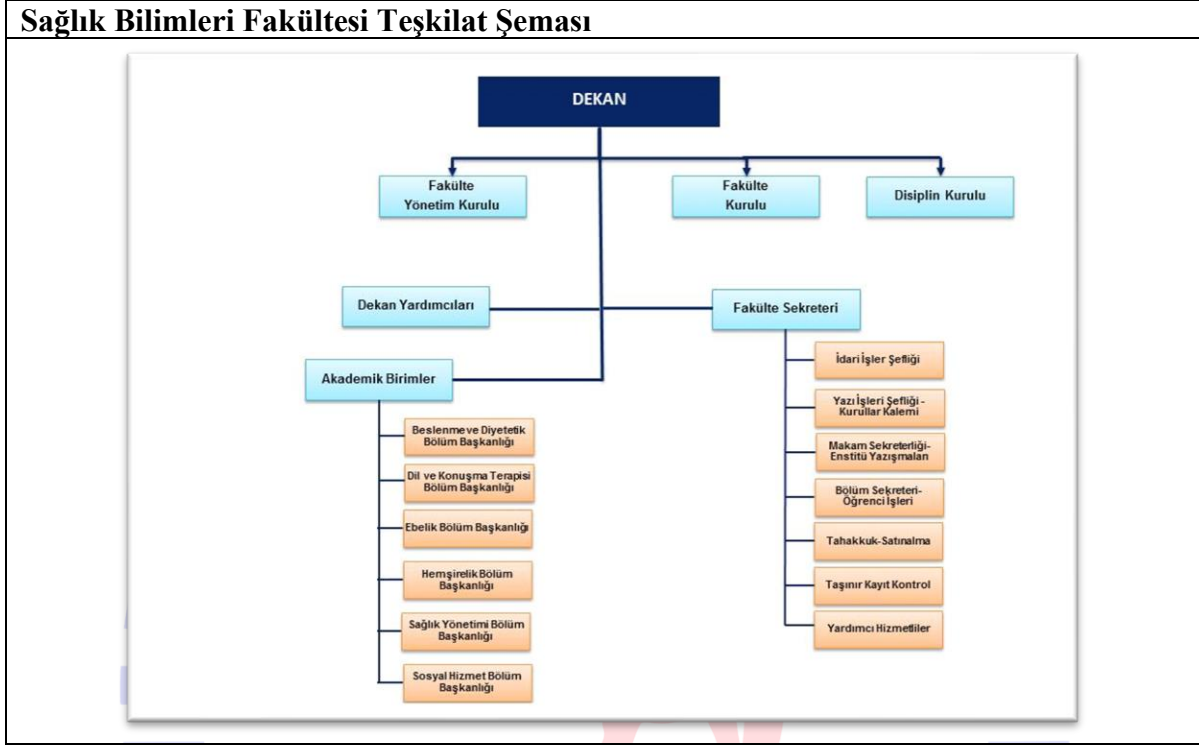 Sağlık Bilimleri Fakültesi Teşkilat Şeması
DEKAN
Fakülte
Yönetim Kurulu
Fakülte
Kurulu
Disiplin Kurulu
Dekan Yardımcıları
Fakülte Sekreteri
Akademik Birimler
Beslenme ve Diyetetik
Bölüm Başkanlığı
Dil ve Konuşma Terapisi
Bölüm Başkanlığı
Ebelik Bölüm Başkanlığı
Hemşirelik Bölüm
Başkanlığı
Sağlık Yönetimi Bölüm
Başkanlığı
Sosyal Hizmet Bölüm
Başkanlığı
İdari İşler Şefliği
Yazı İşleri Şefliği -
Kurullar Kalemi
Makam Sekreterliği-
Enstitü Yazışmaları
Bölüm Sekreteri-
Öğrenci İşleri
Tahakkuk-Satınalma
Taşınır Kayıt Kontrol
Yardımcı Hizmetliler